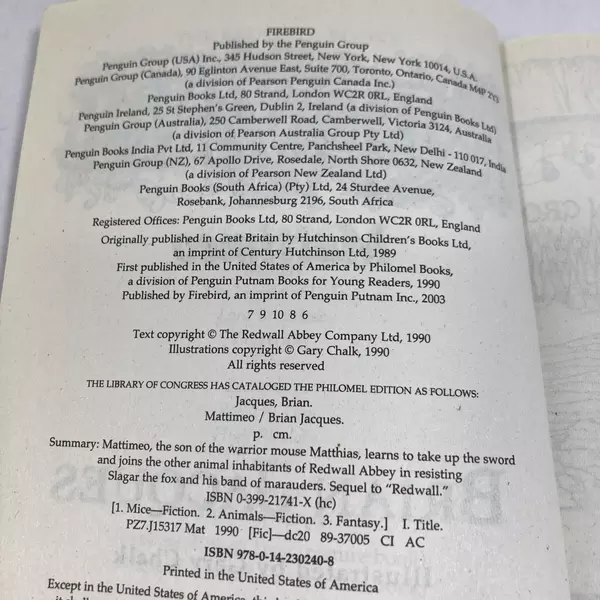 FIREBIRD
Published by the Penguin Group
Penguin Group (USA) Inc., 345 Hudson Street, New York, New York 10014, U.S.A.
Penguin Group (Canada), 90 Eglinton Avenue East, Suite 700, Toronto, Ontario, Canada M4P 2Y3
(a division of Pearson Penguin Canada Inc.)
Penguin Books Ltd, 80 Strand, London WC2R 0RL, England
Penguin Ireland, 25 St Stephen's Green, Dublin 2, Ireland (a division of Penguin Books Ltd)
Penguin Group (Australia), 250 Camberwell Road, Camberwell, Victoria 3124, Australia
(a division of Pearson Australia Group Pty Ltd)
Penguin Books India Pvt Ltd, 11 Community Centre, Panchsheel Park, New Delhi - 110 017, India
Penguin Group (NZ), 67 Apollo Drive, Rosedale, North Shore 0632, New Zealand
(a division of Pearson New Zealand Ltd)
Penguin Books (South Africa) (Pty) Ltd, 24 Sturdee Avenue,
Rosebank, Johannesburg 2196, South Africa
Registered Offices: Penguin Books Ltd, 80 Strand, London WC2R 0RL, England
Originally published in Great Britain by Hutchinson Children's Books Ltd,
an imprint of Century Hutchinson Ltd, 1989
First published in the United States of America by Philomel Books,
a division of Penguin Putnam Books for Young Readers, 1990
Published by Firebird, an imprint of Penguin Putnam Inc., 2003
7 9 10 8 6
Text copyright © The Redwall Abbey Company Ltd, 1990
Illustrations copyright © Gary Chalk, 1990
All rights reserved
THE LIBRARY OF CONGRESS HAS CATALOGED THE PHILOMEL EDITION AS FOLLOWS:
Jacques, Brian.
Mattimeo / Brian Jacques.
p. cm.
Summary: Mattimeo, the son of the warrior mouse Matthias, learns to take up the sword
and joins the other animal inhabitants of Redwall Abbey in resisting
Slagar the fox and his band of marauders. Sequel to "Redwall."
ISBN 0-399-21741-X (hc)
[1. Mice—Fiction. 2. Animals—Fiction. 3. Fantasy.] I. Title.
PZ7.J15317 Mat 1990 [Fic]—dc20 89-37005 CI AC
ISBN 978-0-14-230240-8
Printed in the United States of America
Except in the United States of America, this